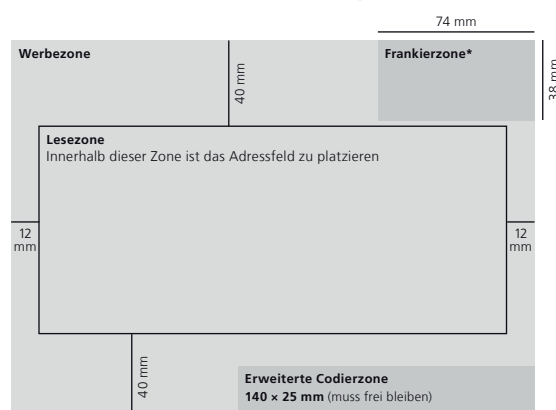 74 mm
Werbezone
Frankierzone*
40 mm
38 mm
Lesezone
Innerhalb dieser Zone ist das Adressfeld zu platzieren
12
mm
12
mm
40 mm
Erweiterte Codierzone
140 × 25 mm (muss frei bleiben)